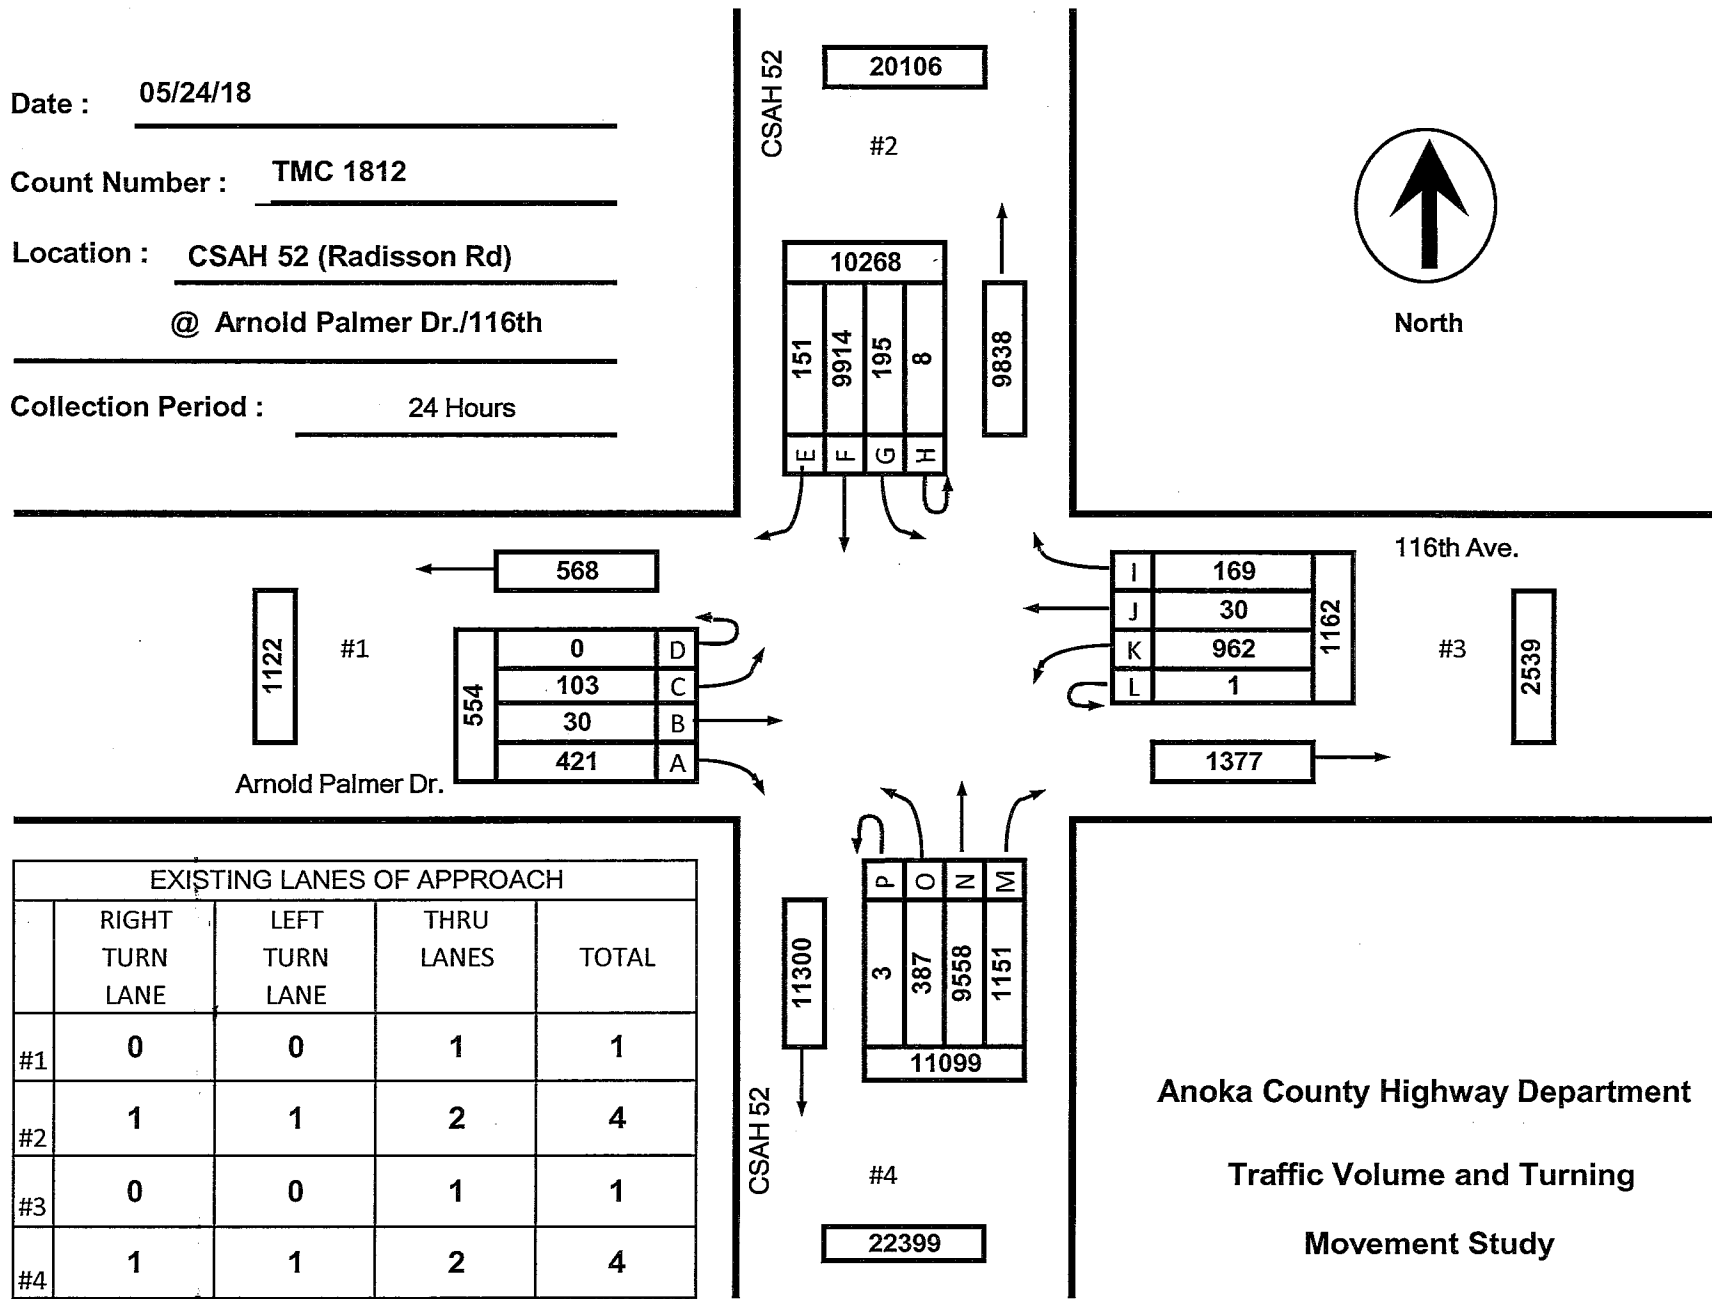 Date : 05/24/18
Count Number : TMC 1812
Location : CSAH 52 (Radisson Rd)
@ Arnold Palmer Dr./116th
Collection Period : 24 Hours
CSAH 52
20106
#2
10268
151 9914 195 8
E F G H
9838
North
568
1122
#1
554
0 D
103 C
30 B
421 A
Arnold Palmer Dr.
116th Ave.
I 169
J 30
K 962
L 1
1162
#3
2539
1377
P O N M
3 387 9558 1151
11099
11300
CSAH 52
#4
22399
EXISTING LANES OF APPROACH
RIGHT TURN LANE LEFT TURN LANE THRU LANES TOTAL
#1 0 0 1 1
#2 1 1 2 4
#3 0 0 1 1
#4 1 1 2 4
Anoka County Highway Department
Traffic Volume and Turning
Movement Study